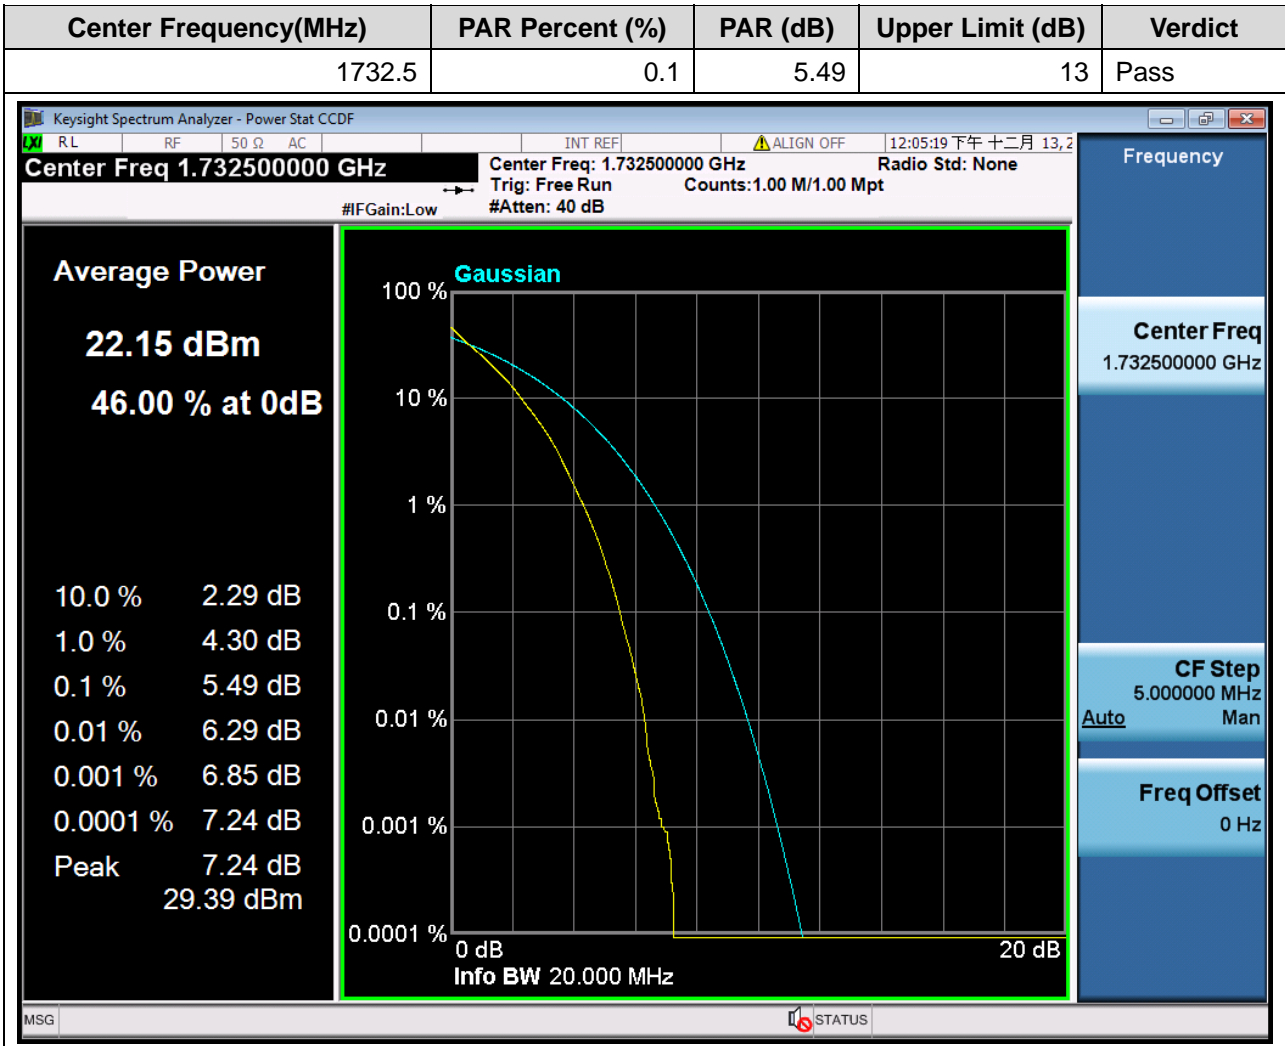 Center Frequency(MHz) PAR Percent (%) PAR (dB) Upper Limit (dB) Verdict
1732.5 0.1 5.49 13 Pass
Keysight Spectrum Analyzer - Power Stat CCDF
LXI RL RF 50 Ω AC INT REF ALIGN OFF 12:05:19 下午 十二月 13, 2
Center Freq 1.732500000 GHz
Center Freq: 1.732500000 GHz Radio Std: None
Trig: Free Run Counts:1.00 M/1.00 Mpt
#IFGain:Low #Atten: 40 dB
Average Power
22.15 dBm
46.00 % at 0dB
10.0 % 2.29 dB
1.0 % 4.30 dB
0.1 % 5.49 dB
0.01 % 6.29 dB
0.001 % 6.85 dB
0.0001 % 7.24 dB
Peak 7.24 dB
29.39 dBm
Gaussian
100 %
10 %
1 %
0.1 %
0.01 %
0.001 %
0.0001 %
0 dB 20 dB
Info BW 20.000 MHz
Frequency
Center Freq
1.732500000 GHz
CF Step
5.000000 MHz
Auto Man
Freq Offset
0 Hz
MSG STATUS